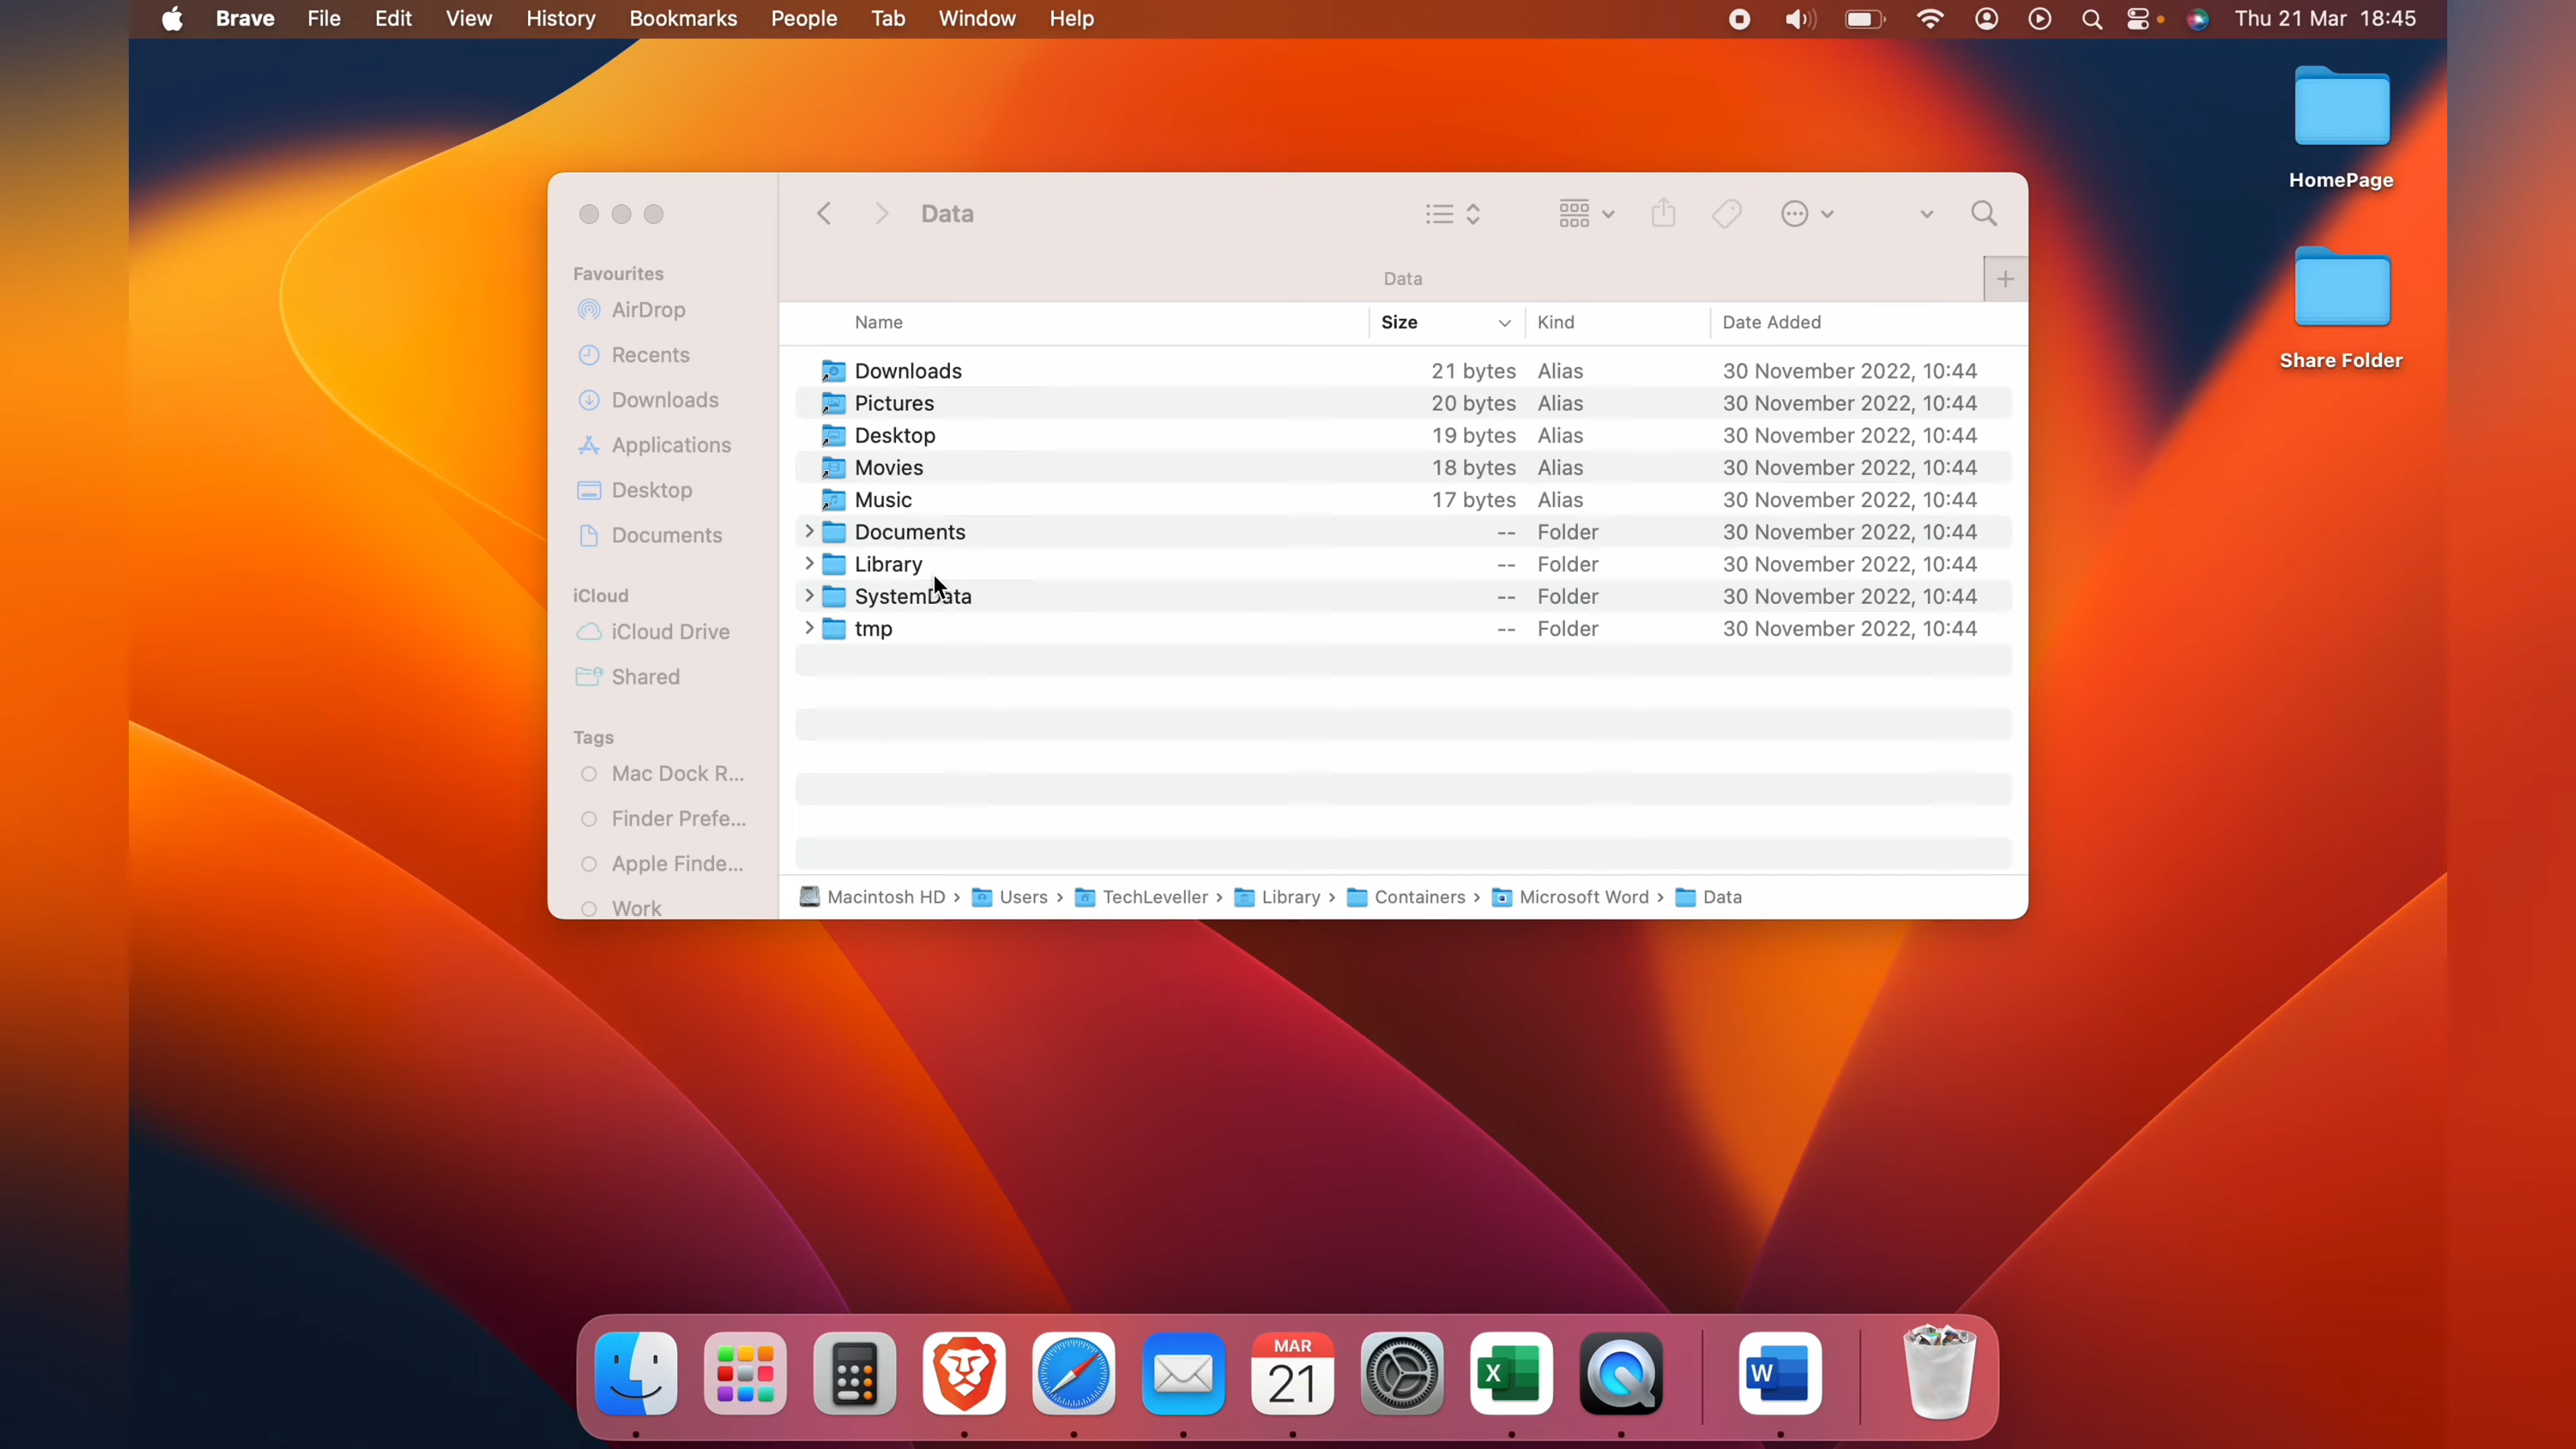 Brave File Edit View History Bookmarks People Tab Window Help Thu 21 Mar 18:45
HomePage
Share Folder
Data
Data
Favourites
AirDrop
Recents
Downloads
Applications
Desktop
Documents
iCloud
iCloud Drive
Shared
Tags
Mac Dock R...
Finder Prefe...
Apple Finde...
Work
Name Size Kind Date Added
Downloads 21 bytes Alias 30 November 2022, 10:44
Pictures 20 bytes Alias 30 November 2022, 10:44
Desktop 19 bytes Alias 30 November 2022, 10:44
Movies 18 bytes Alias 30 November 2022, 10:44
Music 17 bytes Alias 30 November 2022, 10:44
Documents -- Folder 30 November 2022, 10:44
Library -- Folder 30 November 2022, 10:44
SystemData -- Folder 30 November 2022, 10:44
tmp -- Folder 30 November 2022, 10:44
Macintosh HD › Users › TechLeveller › Library › Containers › Microsoft Word › Data
MAR
21
X
W